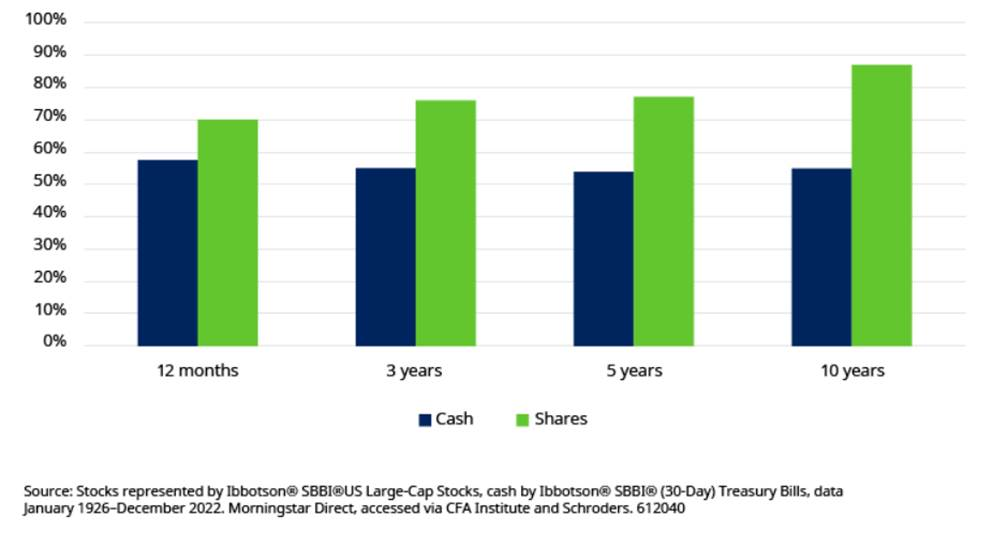 100%
90%
80%
70%
60%
50%
40%
30%
20%
10%
0%
12 months
3 years
5 years
10 years
Cash
Shares
Source: Stocks represented by Ibbotson® SBBI®US Large-Cap Stocks, cash by Ibbotson® SBBI® (30-Day) Treasury Bills, data
January 1926–December 2022. Morningstar Direct, accessed via CFA Institute and Schroders. 612040